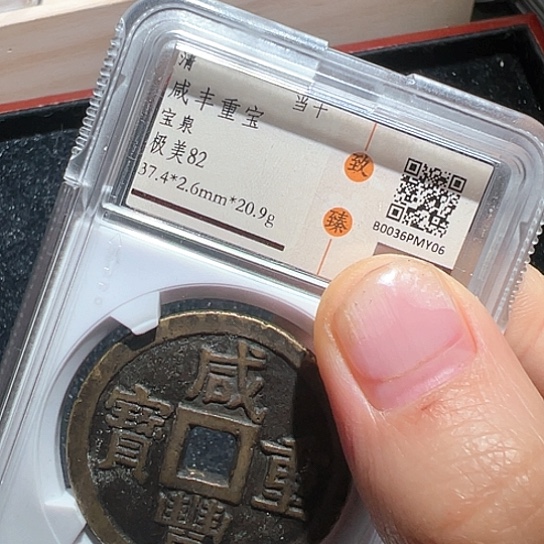 清
咸丰重宝 当十
宝泉
极美82
37.4*2.6mm*20.9g
致
臻
B0036PMY06
咸
豐
重
寶